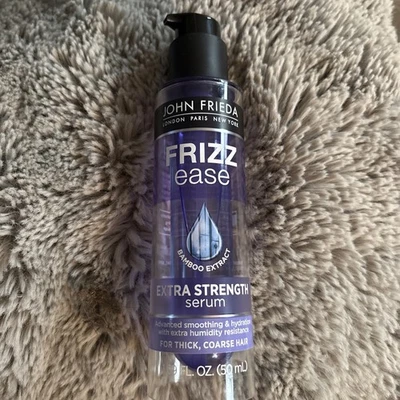 JOHN FRIEDA
LONDON PARIS NEW YORK
FRIZZ
ease
BAMBOO EXTRACT
EXTRA STRENGTH
serum
Advanced smoothing & hydration
with extra humidity resistance
FOR THICK, COARSE HAIR
FL. OZ. (50 mL)